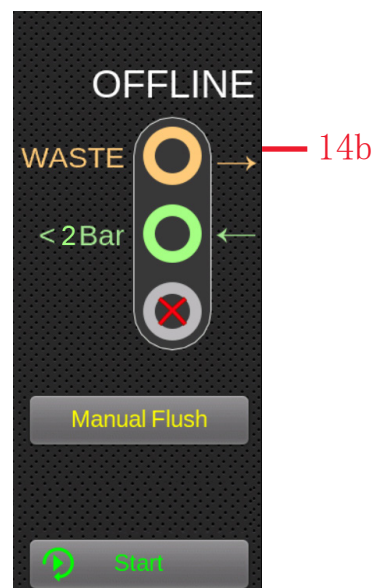 OFFLINE
14b
WASTE →
<2Bar ←
Manual Flush
Start